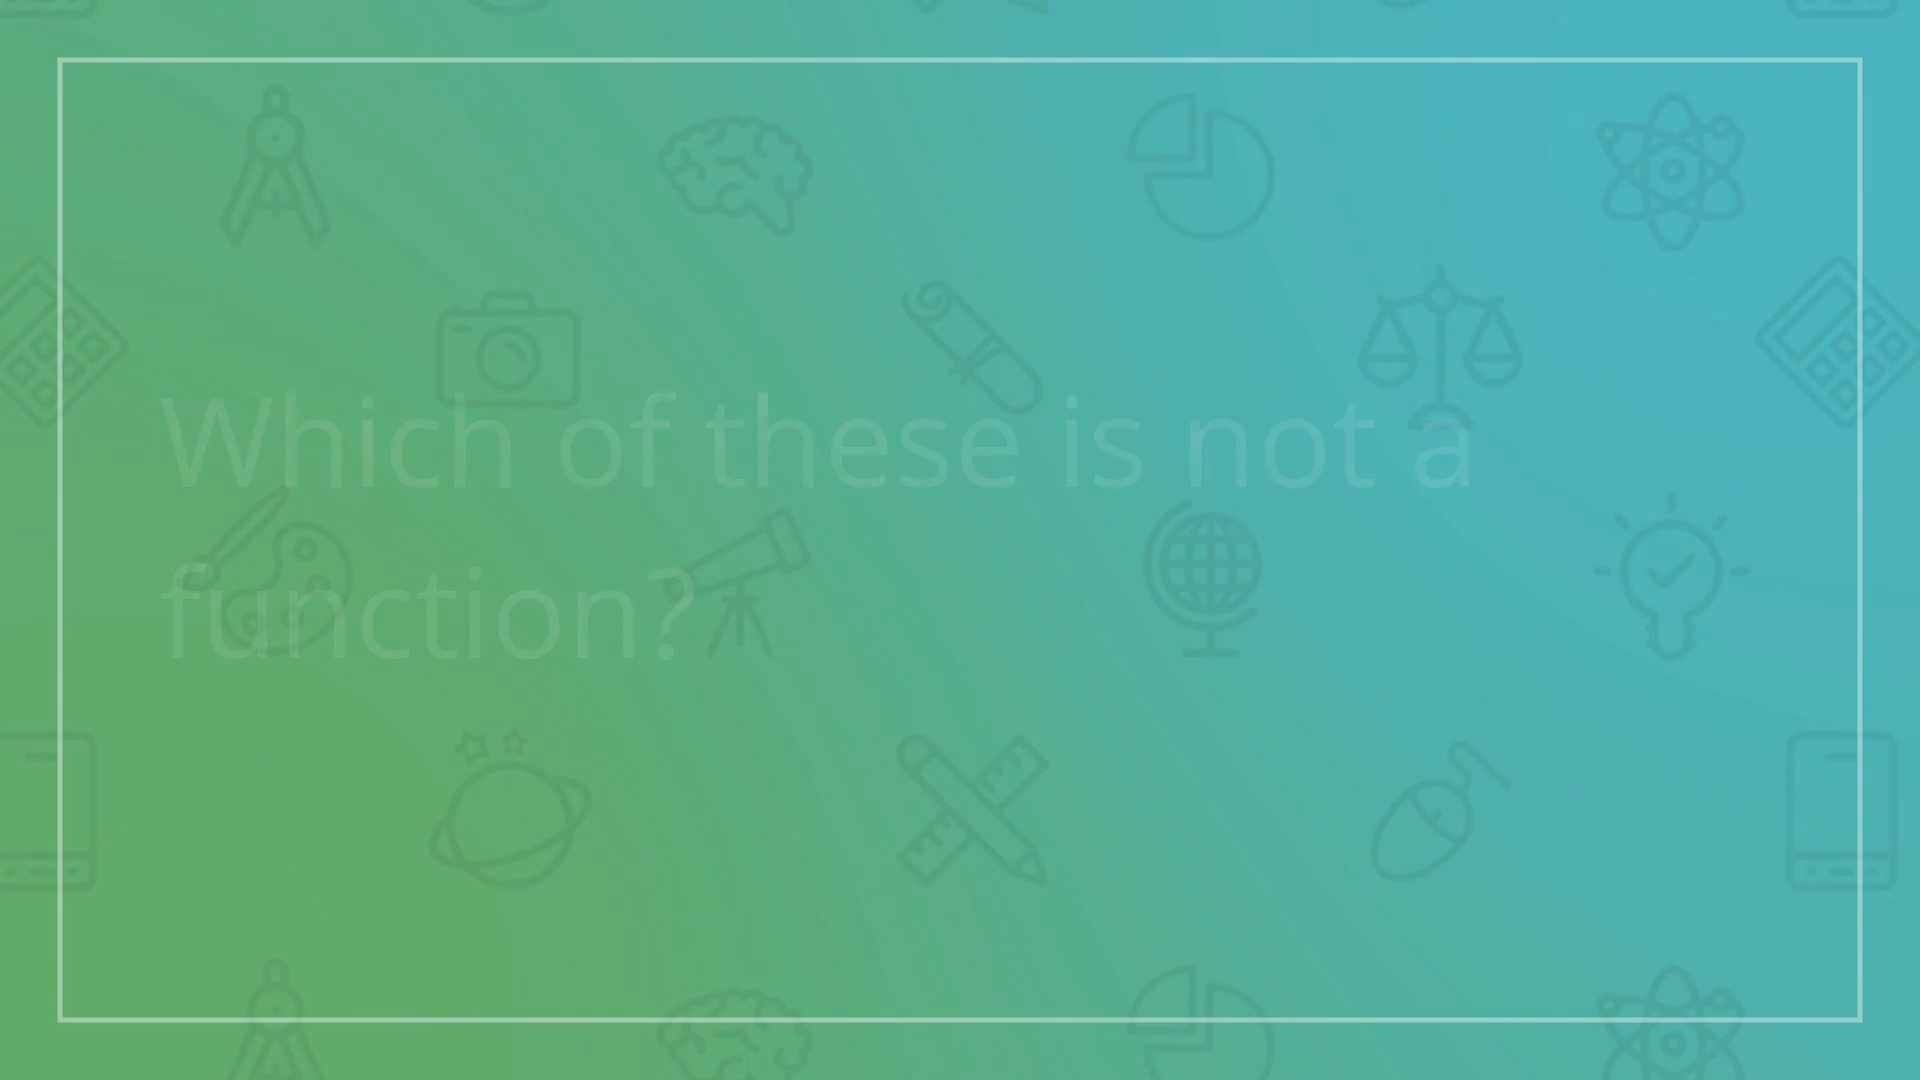 Which of these is not a
function?